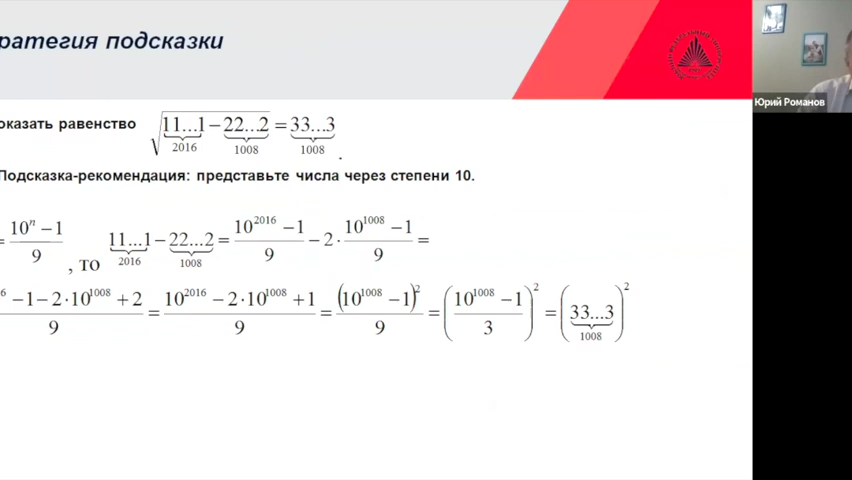 ратегия подсказки
оказать равенство √(11...1 − 22...2) = 33...3 .
2016 1008 1008
Подсказка-рекомендация: представьте числа через степени 10.
= (10ⁿ − 1)/9 , то 11...1 − 22...2 = (10²⁰¹⁶ − 1)/9 − 2 · (10¹⁰⁰⁸ − 1)/9 =
2016 1008
⁶ − 1 − 2·10¹⁰⁰⁸ + 2)/9 = (10²⁰¹⁶ − 2·10¹⁰⁰⁸ + 1)/9 = (10¹⁰⁰⁸ − 1)²/9 = ((10¹⁰⁰⁸ − 1)/3)² = (33...3)²
1008
Юрий Романов